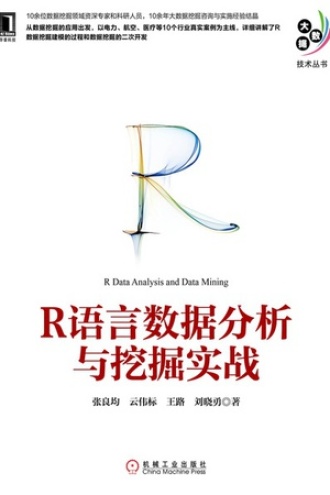 10余位数据挖掘领域资深专家和科研人员，10余年大数据挖掘咨询与实施经验结晶
从数据挖掘的应用出发，以电力、航空、医疗等10个行业真实案例为主线，详细讲解了R
数据挖掘建模的过程和数据挖掘的二次开发
大数据
技术丛书
R
R Data Analysis and Data Mining
R语言数据分析
与挖掘实战
张良均 云伟标 王路 刘晓勇◎著
机械工业出版社
China Machine Press